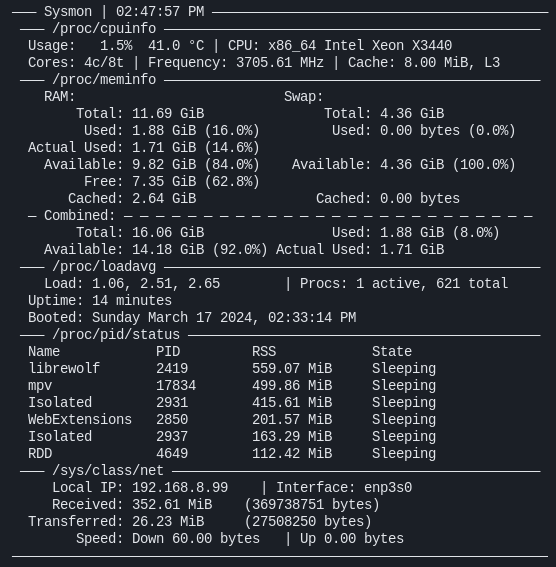 Sysmon | 02:47:57 PM
/proc/cpuinfo
Usage:   1.5%  41.0 °C | CPU: x86_64 Intel Xeon X3440
Cores: 4c/8t | Frequency: 3705.61 MHz | Cache: 8.00 MiB, L3
/proc/meminfo
RAM:                          Swap:
Total: 11.69 GiB               Total: 4.36 GiB
Used: 1.88 GiB (16.0%)         Used: 0.00 bytes (0.0%)
Actual Used: 1.71 GiB (14.6%)
Available: 9.82 GiB (84.0%)    Available: 4.36 GiB (100.0%)
Free: 7.35 GiB (62.8%)
Cached: 2.64 GiB               Cached: 0.00 bytes
Combined:
Total: 16.06 GiB               Used: 1.88 GiB (8.0%)
Available: 14.18 GiB (92.0%) Actual Used: 1.71 GiB
/proc/loadavg
Load: 1.06, 2.51, 2.65        | Procs: 1 active, 621 total
Uptime: 14 minutes
Booted: Sunday March 17 2024, 02:33:14 PM
/proc/pid/status
Name            PID         RSS            State
librewolf       2419        559.07 MiB     Sleeping
mpv             17834       499.86 MiB     Sleeping
Isolated        2931        415.61 MiB     Sleeping
WebExtensions   2850        201.57 MiB     Sleeping
Isolated        2937        163.29 MiB     Sleeping
RDD             4649        112.42 MiB     Sleeping
/sys/class/net
Local IP: 192.168.8.99    | Interface: enp3s0
Received: 352.61 MiB    (369738751 bytes)
Transferred: 26.23 MiB     (27508250 bytes)
Speed: Down 60.00 bytes   | Up 0.00 bytes